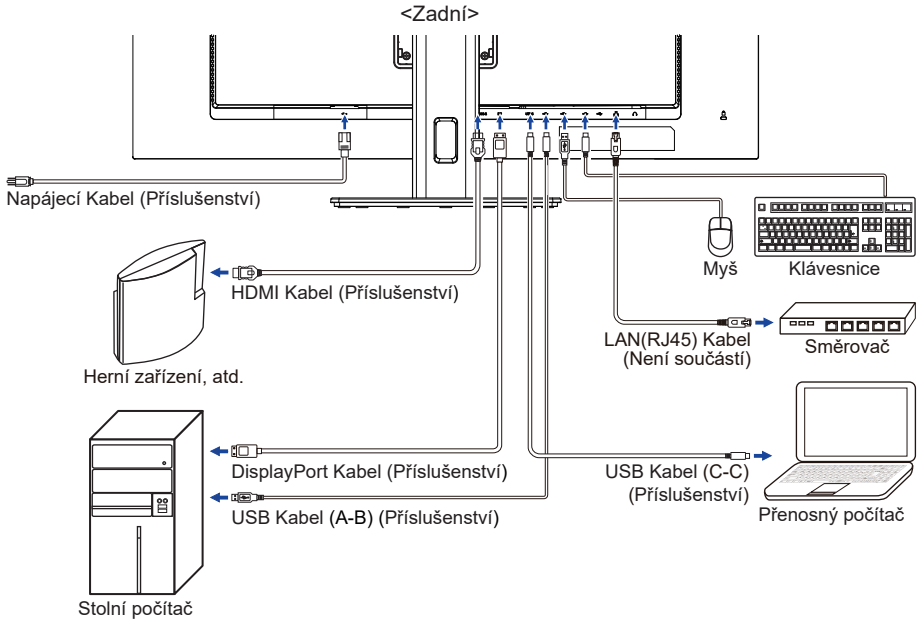 <Zadní>
Napájecí Kabel (Příslušenství)
Myš
Klávesnice
HDMI Kabel (Příslušenství)
LAN(RJ45) Kabel
(Není součástí)
Směrovač
Herní zařízení, atd.
DisplayPort Kabel (Příslušenství)
USB Kabel (C-C)
(Příslušenství)
USB Kabel (A-B) (Příslušenství)
Přenosný počítač
Stolní počítač